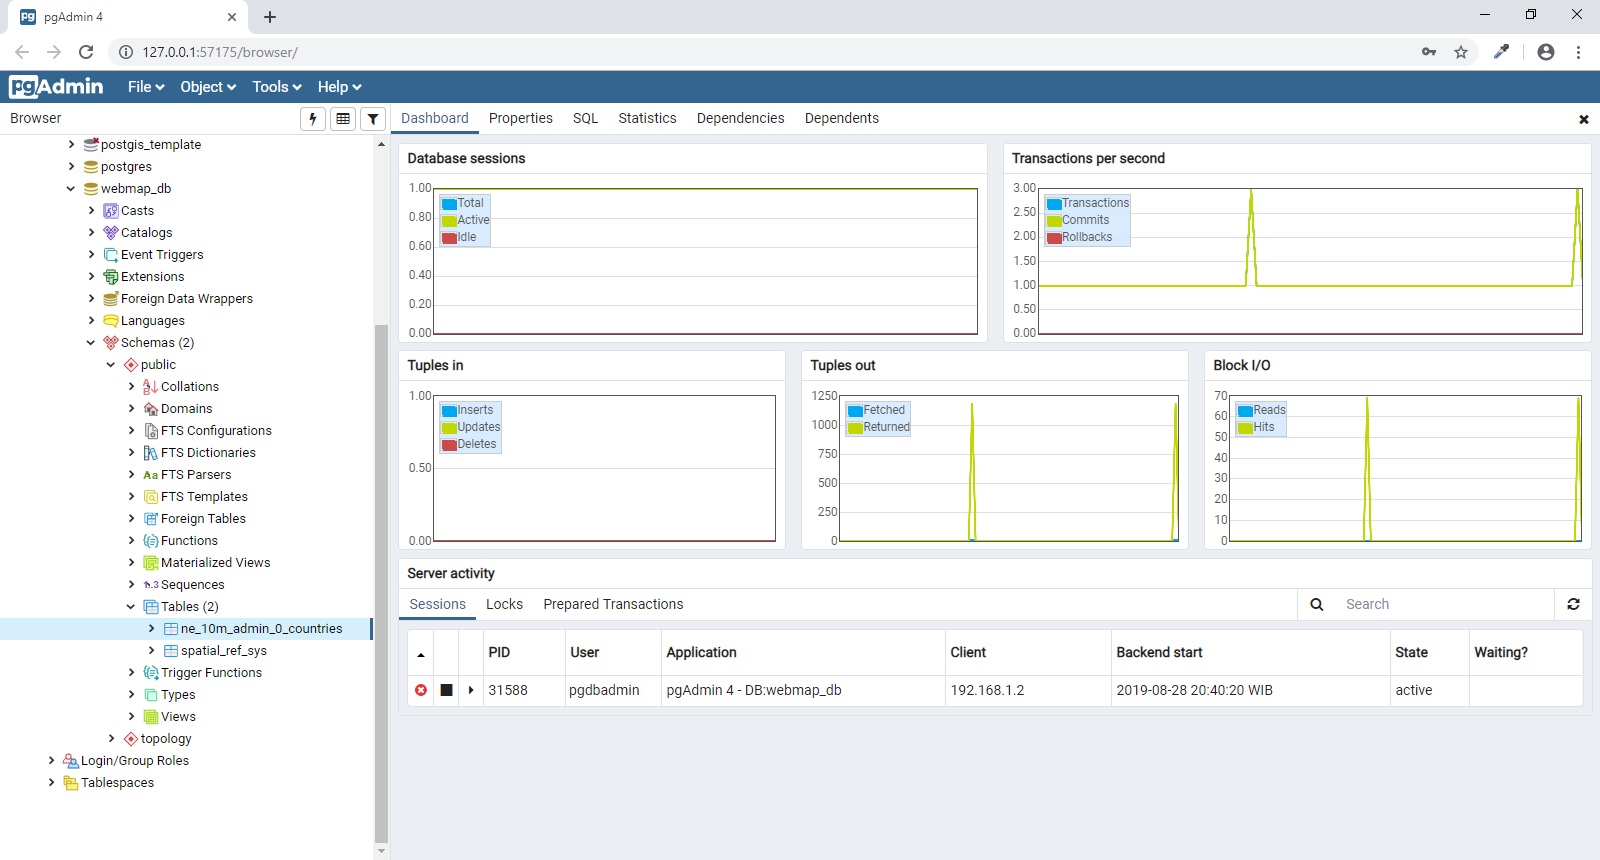 pgAdmin 4
127.0.0.1:57175/browser/
pgAdmin File Object Tools Help
Browser
postgis_template
postgres
webmap_db
Casts
Catalogs
Event Triggers
Extensions
Foreign Data Wrappers
Languages
Schemas (2)
public
Collations
Domains
FTS Configurations
FTS Dictionaries
FTS Parsers
FTS Templates
Foreign Tables
Functions
Materialized Views
Sequences
Tables (2)
ne_10m_admin_0_countries
spatial_ref_sys
Trigger Functions
Types
Views
topology
Login/Group Roles
Tablespaces
Dashboard Properties SQL Statistics Dependencies Dependents
Database sessions
1.00
0.80
0.60
0.40
0.20
0.00
Total
Active
Idle
Transactions per second
3.00
2.50
2.00
1.50
1.00
0.50
0.00
Transactions
Commits
Rollbacks
Tuples in
1.00
0.50
0.00
Inserts
Updates
Deletes
Tuples out
1250
1000
750
500
250
0
Fetched
Returned
Block I/O
70
60
50
40
30
20
10
0
Reads
Hits
Server activity
Sessions Locks Prepared Transactions Search
PID User Application Client Backend start State Waiting?
31588 pgdbadmin pgAdmin 4 - DB:webmap_db 192.168.1.2 2019-08-28 20:40:20 WIB active